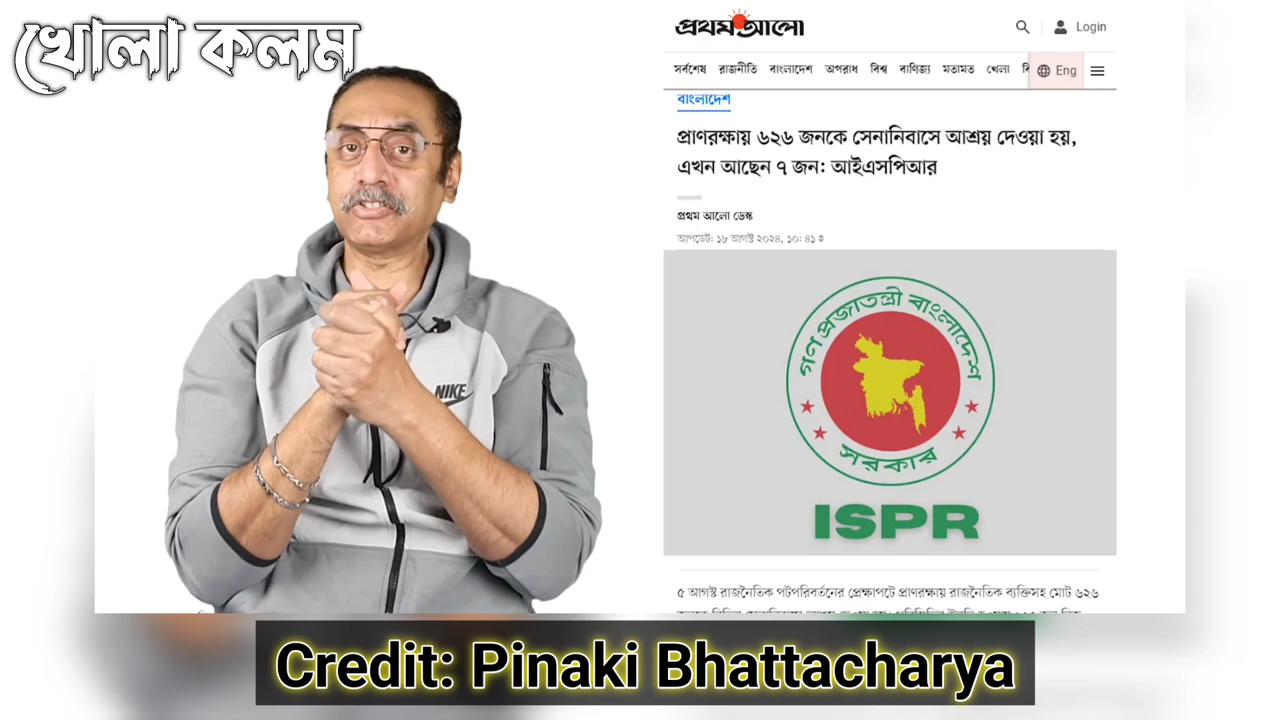 খোলা কলম
প্রথম আলো
Login
সর্বশেষ রাজনীতি বাংলাদেশ অপরাধ বিশ্ব বাণিজ্য মতামত খেলা
Eng
বাংলাদেশ
প্রাণরক্ষায় ৬২৬ জনকে সেনানিবাসে আশ্রয় দেওয়া হয়,
এখন আছেন ৭ জন: আইএসপিআর
প্রথম আলো ডেস্ক
আপডেট: ১৮ আগস্ট ২০২৪, ১০: ৪১
গণ প্রজাতন্ত্রী বাংলাদেশ
সরকার
ISPR
NIKE
৫ আগস্ট রাজনৈতিক পটপরিবর্তনের প্রেক্ষাপটে প্রাণরক্ষায় রাজনৈতিক ব্যক্তিসহ মোট ৬২৬
Credit: Pinaki Bhattacharya